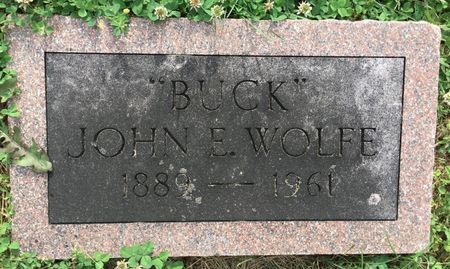 "BUCK"
JOHN E. WOLFE
1889 — 1961